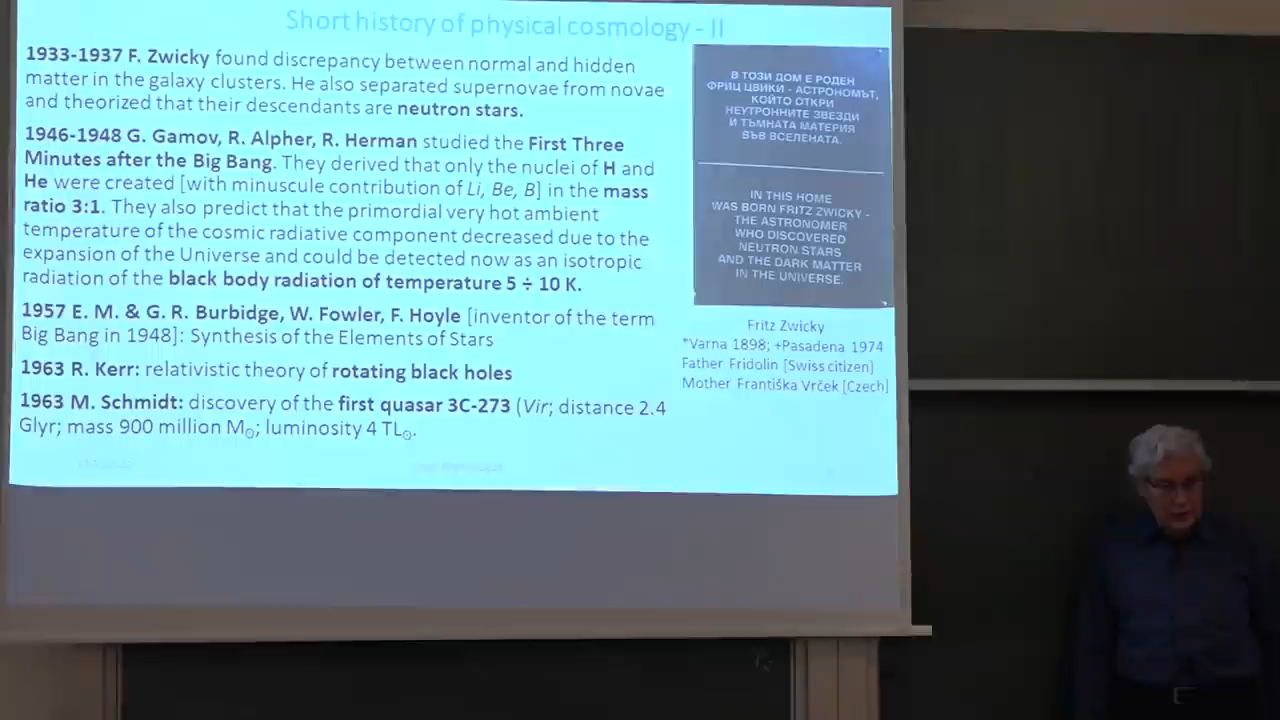 Short history of physical cosmology - II
1933-1937 F. Zwicky found discrepancy between normal and hidden
matter in the galaxy clusters. He also separated supernovae from novae
and theorized that their descendants are neutron stars.
1946-1948 G. Gamov, R. Alpher, R. Herman studied the First Three
Minutes after the Big Bang. They derived that only the nuclei of H and
He were created [with minuscule contribution of Li, Be, B] in the mass
ratio 3:1. They also predict that the primordial very hot ambient
temperature of the cosmic radiative component decreased due to the
expansion of the Universe and could be detected now as an isotropic
radiation of the black body radiation of temperature 5 ÷ 10 K.
1957 E. M. & G. R. Burbidge, W. Fowler, F. Hoyle [inventor of the term
Big Bang in 1948]: Synthesis of the Elements of Stars
1963 R. Kerr: relativistic theory of rotating black holes
1963 M. Schmidt: discovery of the first quasar 3C-273 (Vir; distance 2.4
Glyr; mass 900 million M☉; luminosity 4 TL☉.
В ТОЗИ ДОМ Е РОДЕН
ФРИЦ ЦВИКИ - АСТРОНОМЪТ,
КОЙТО ОТКРИ
НЕУТРОННИТЕ ЗВЕЗДИ
И ТЪМНАТА МАТЕРИЯ
ВЪВ ВСЕЛЕНАТА.
IN THIS HOME
WAS BORN FRITZ ZWICKY -
THE ASTRONOMER
WHO DISCOVERED
NEUTRON STARS
AND THE DARK MATTER
IN THE UNIVERSE.
Fritz Zwicky
*Varna 1898; +Pasadena 1974
Father Fridolin [Swiss citizen]
Mother Františka Vrček [Czech]